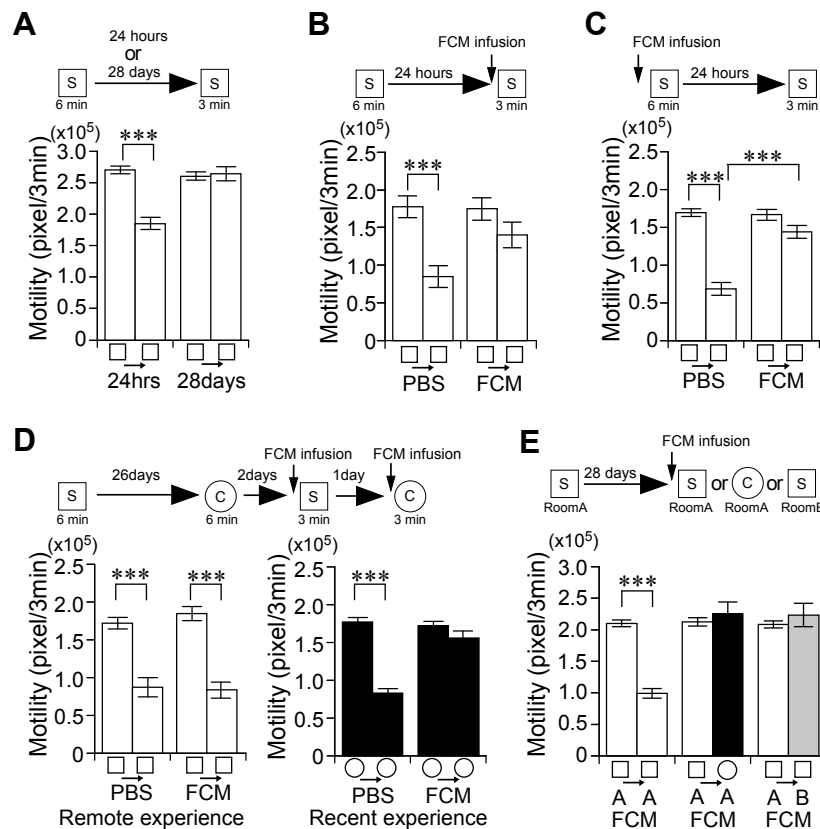 A
24 hours
or
28 days
S
S
6 min
3 min
(x10⁵)
***
Motility (pixel/3min)
3.0
2.5
2.0
1.5
1.0
0.5
0
24hrs
28days
B
FCM infusion
24 hours
S
S
6 min
3 min
(x10⁵)
***
Motility (pixel/3min)
2.5
2.0
1.5
1.0
0.5
0
PBS
FCM
C
FCM infusion
24 hours
S
S
6 min
3 min
(x10⁵)
***
***
Motility (pixel/3min)
2.5
2.0
1.5
1.0
0.5
0
PBS
FCM
D
FCM infusion
FCM infusion
26days
2days
1day
S
C
S
C
6 min
6 min
3 min
3 min
(x10⁵)
***
***
Motility (pixel/3min)
2.5
2.0
1.5
1.0
0.5
0
PBS
FCM
Remote experience
(x10⁵)
***
Motility (pixel/3min)
2.5
2.0
1.5
1.0
0.5
0
PBS
FCM
Recent experience
E
FCM infusion
28 days
S
S or C or S
RoomA
RoomA
RoomA
RoomB
(x10⁵)
***
Motility (pixel/3min)
3.0
2.5
2.0
1.5
1.0
0.5
0
A A
A A
A B
FCM
FCM
FCM